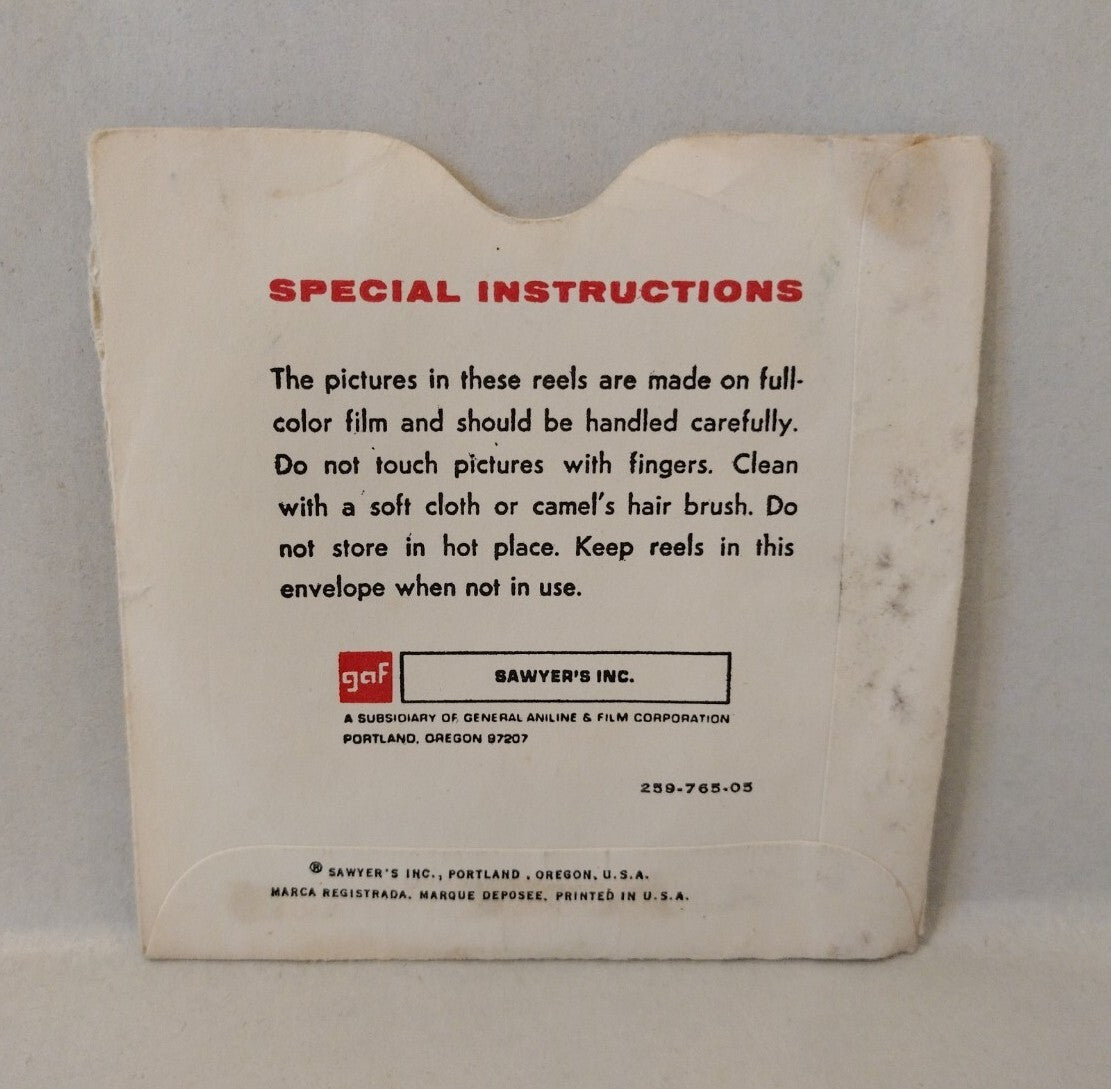 SPECIAL INSTRUCTIONS
The pictures in these reels are made on full-
color film and should be handled carefully.
Do not touch pictures with fingers. Clean
with a soft cloth or camel's hair brush. Do
not store in hot place. Keep reels in this
envelope when not in use.
gaf SAWYER'S INC.
A SUBSIDIARY OF GENERAL ANILINE & FILM CORPORATION
PORTLAND, OREGON 97207
259-765-05
® SAWYER'S INC., PORTLAND, OREGON, U.S.A.
MARCA REGISTRADA. MARQUE DEPOSEE. PRINTED IN U.S.A.